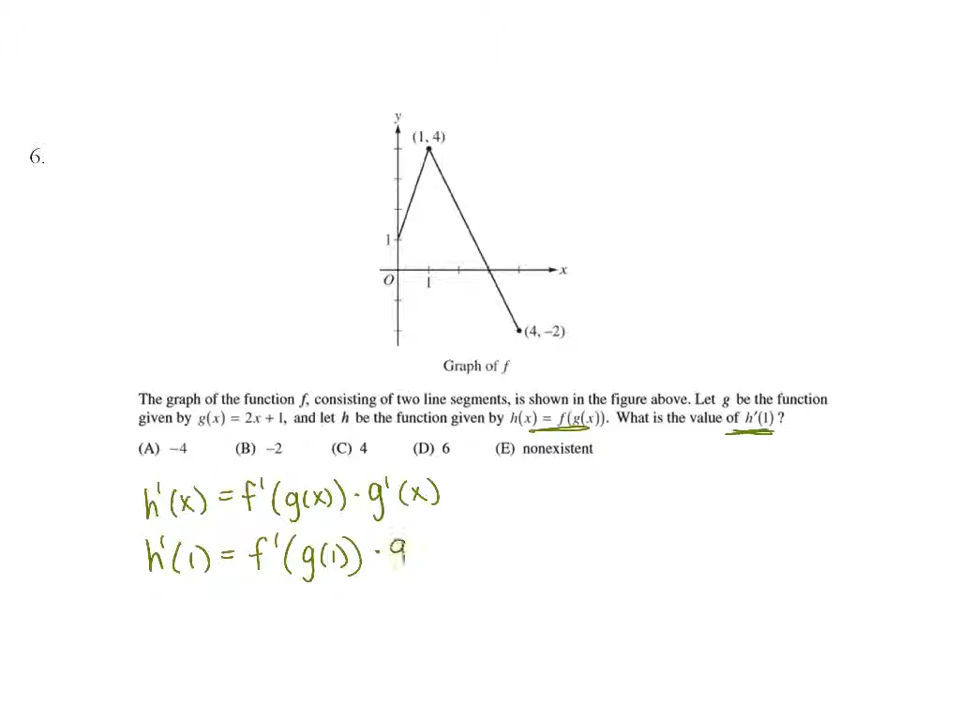 6.
y
(1, 4)
1
O
1
x
(4, −2)
Graph of f
The graph of the function f, consisting of two line segments, is shown in the figure above. Let g be the function
given by g(x) = 2x + 1, and let h be the function given by h(x) = f(g(x)). What is the value of h′(1) ?
(A) −4 (B) −2 (C) 4 (D) 6 (E) nonexistent
h'(x) = f'(g(x)) · g'(x)
h'(1) = f'(g(1)) · g